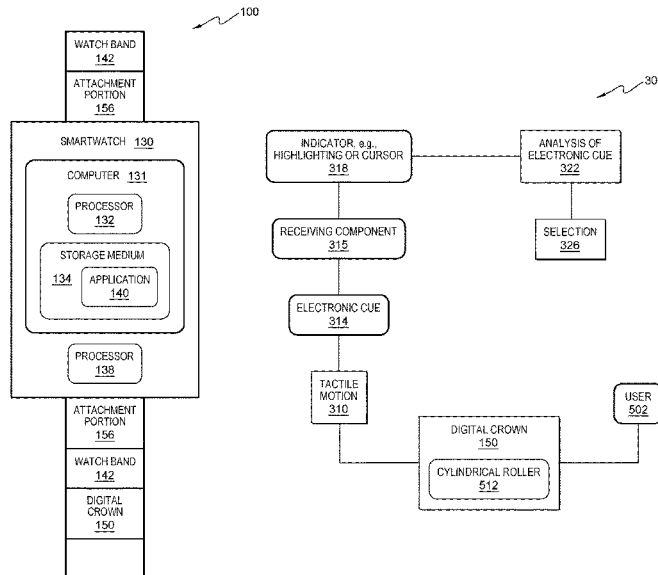 100
WATCH BAND
142
ATTACHMENT
PORTION
156
SMARTWATCH 130
COMPUTER 131
PROCESSOR
132
STORAGE MEDIUM
134
APPLICATION
140
PROCESSOR
138
ATTACHMENT
PORTION
156
WATCH BAND
142
DIGITAL
CROWN
150
30
INDICATOR, e.g.,
HIGHLIGHTING OR CURSOR
318
ANALYSIS OF
ELECTRONIC CUE
322
RECEIVING COMPONENT
315
SELECTION
326
ELECTRONIC CUE
314
TACTILE
MOTION
310
DIGITAL CROWN
150
CYLINDRICAL ROLLER
512
USER
502